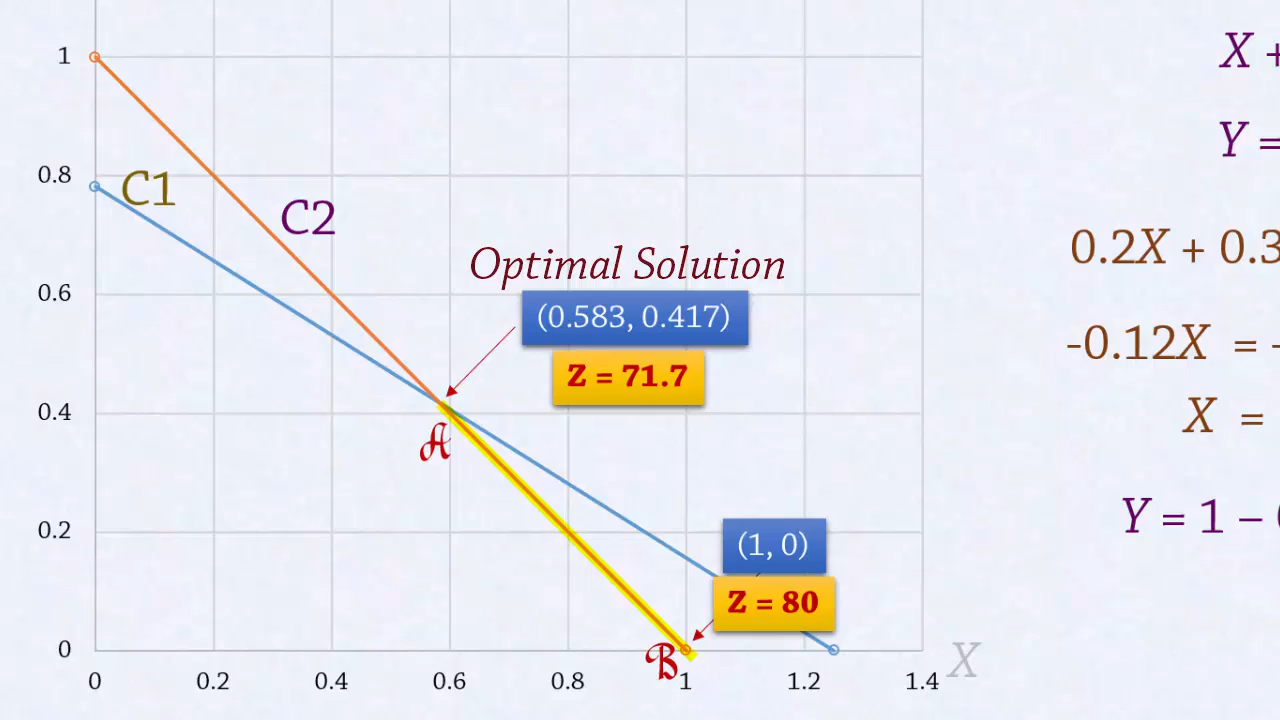 1
0.8
0.6
0.4
0.2
0
0
0.2
0.4
0.6
0.8
1
1.2
1.4
X
C1
C2
Optimal Solution
(0.583, 0.417)
Z = 71.7
A
(1, 0)
Z = 80
B
X +
Y =
0.2X + 0.3
-0.12X = -
X =
Y = 1 –